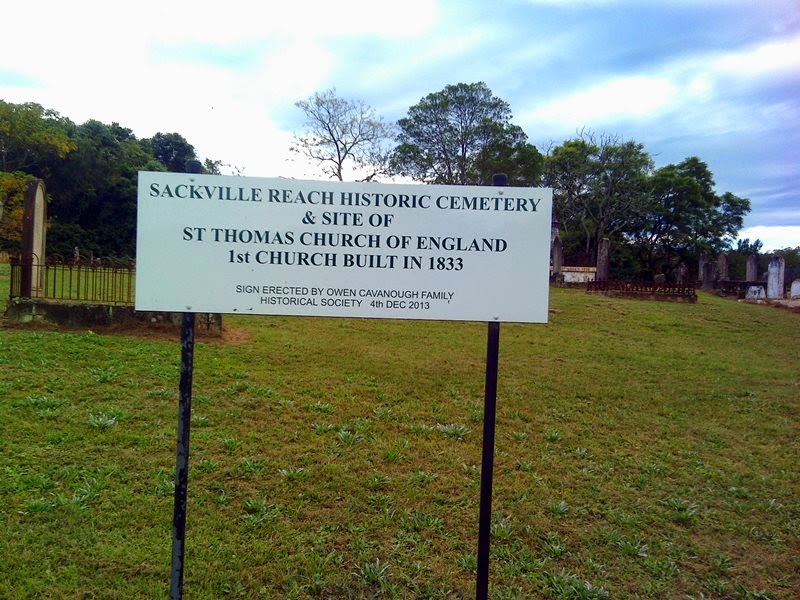 SACKVILLE REACH HISTORIC CEMETERY
& SITE OF
ST THOMAS CHURCH OF ENGLAND
1st CHURCH BUILT IN 1833
SIGN ERECTED BY OWEN CAVANOUGH FAMILY
HISTORICAL SOCIETY 4th DEC 2013